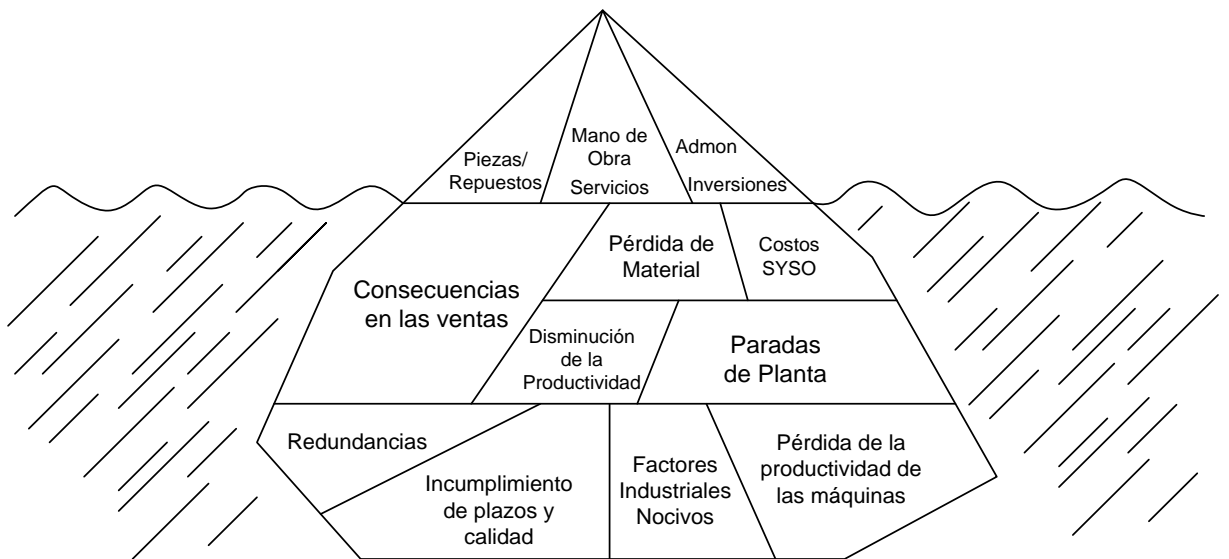 Piezas/
Repuestos
Mano de
Obra
Servicios
Admon
Inversiones
Consecuencias
en las ventas
Pérdida de
Material
Costos
SYSO
Disminución
de la
Productividad
Paradas
de Planta
Redundancias
Incumplimiento
de plazos y
calidad
Factores
Industriales
Nocivos
Pérdida de la
productividad de
las máquinas